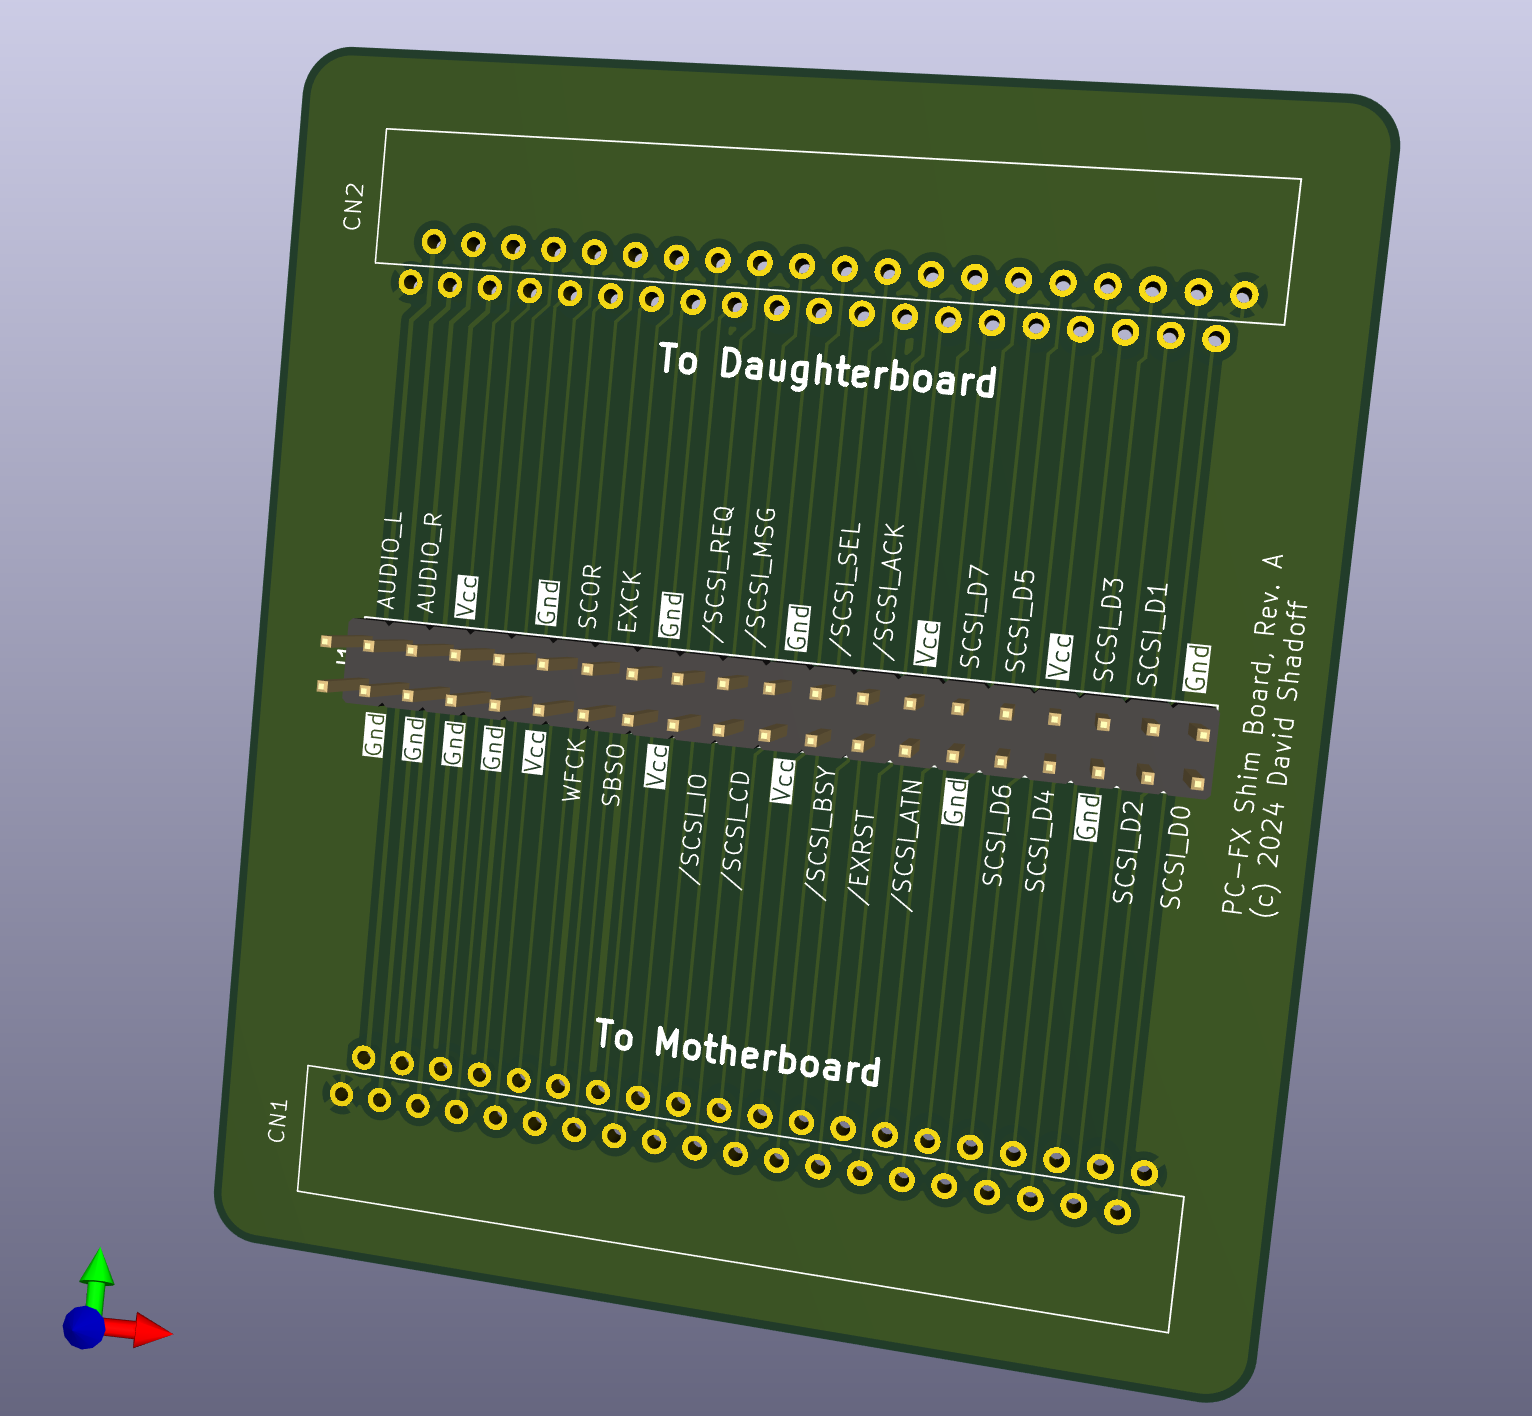 CN2
To Daughterboard
AUDIO_L
AUDIO_R
Vcc
Gnd
SCOR
EXCK
Gnd
/SCSI_REQ
/SCSI_MSG
Gnd
/SCSI_SEL
/SCSI_ACK
Vcc
SCSI_D7
SCSI_D5
Vcc
SCSI_D3
SCSI_D1
Gnd
Gnd
Gnd
Gnd
Gnd
Vcc
WFCK
SBSO
Vcc
/SCSI_IO
/SCSI_CD
Vcc
/SCSI_BSY
/EXRST
/SCSI_ATN
Gnd
SCSI_D6
SCSI_D4
Gnd
SCSI_D2
SCSI_D0
PC-FX Shim Board, Rev. A
(c) 2024 David Shadoff
To Motherboard
CN1